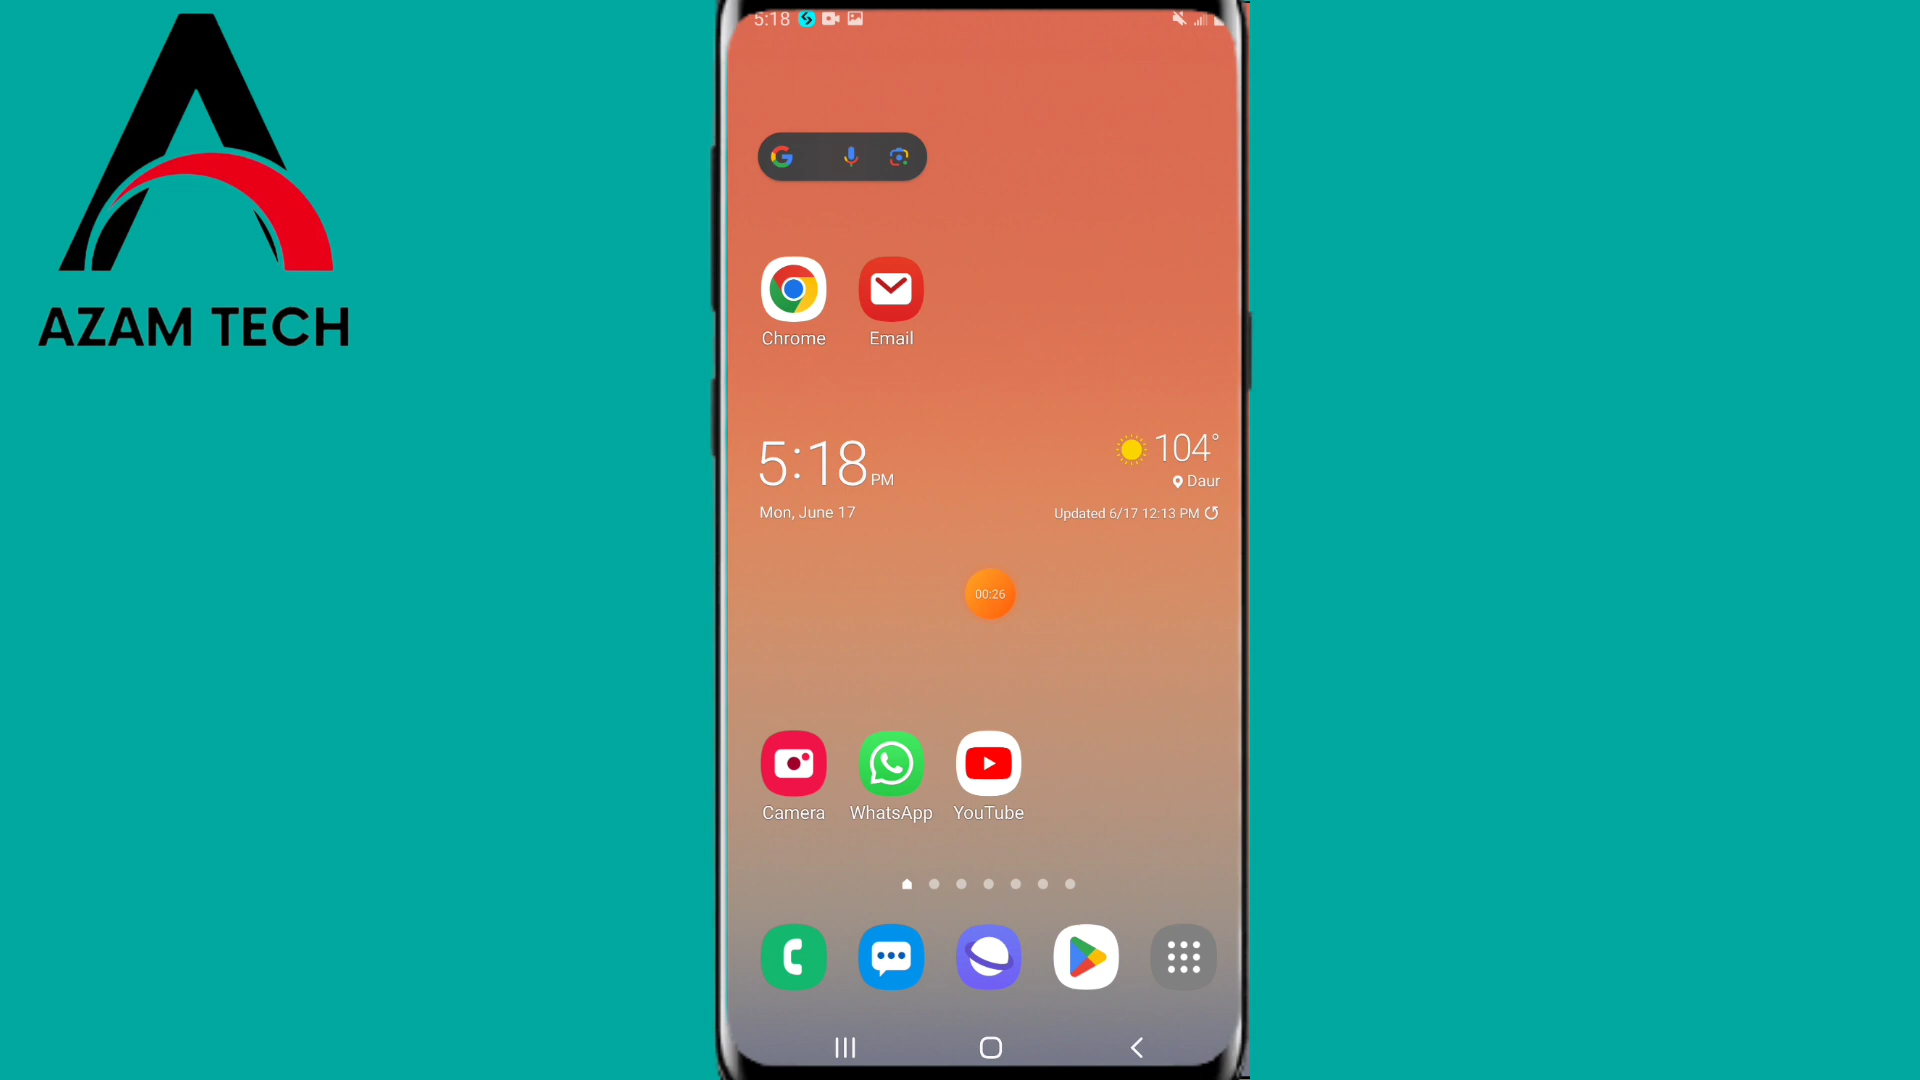 AZAM TECH
5:18
Chrome
Email
5:18 PM
Mon, June 17
104°
Daur
Updated 6/17 12:13 PM
00:26
Camera
WhatsApp
YouTube